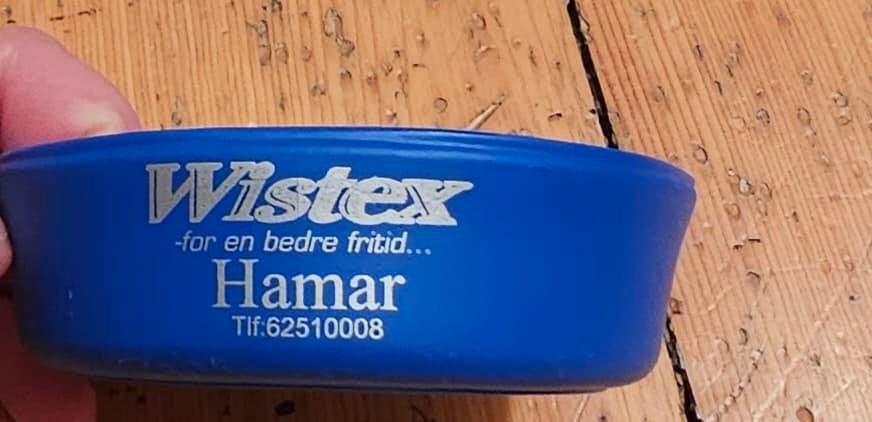 Wistex
-for en bedre fritid...
Hamar
Tlf:62510008